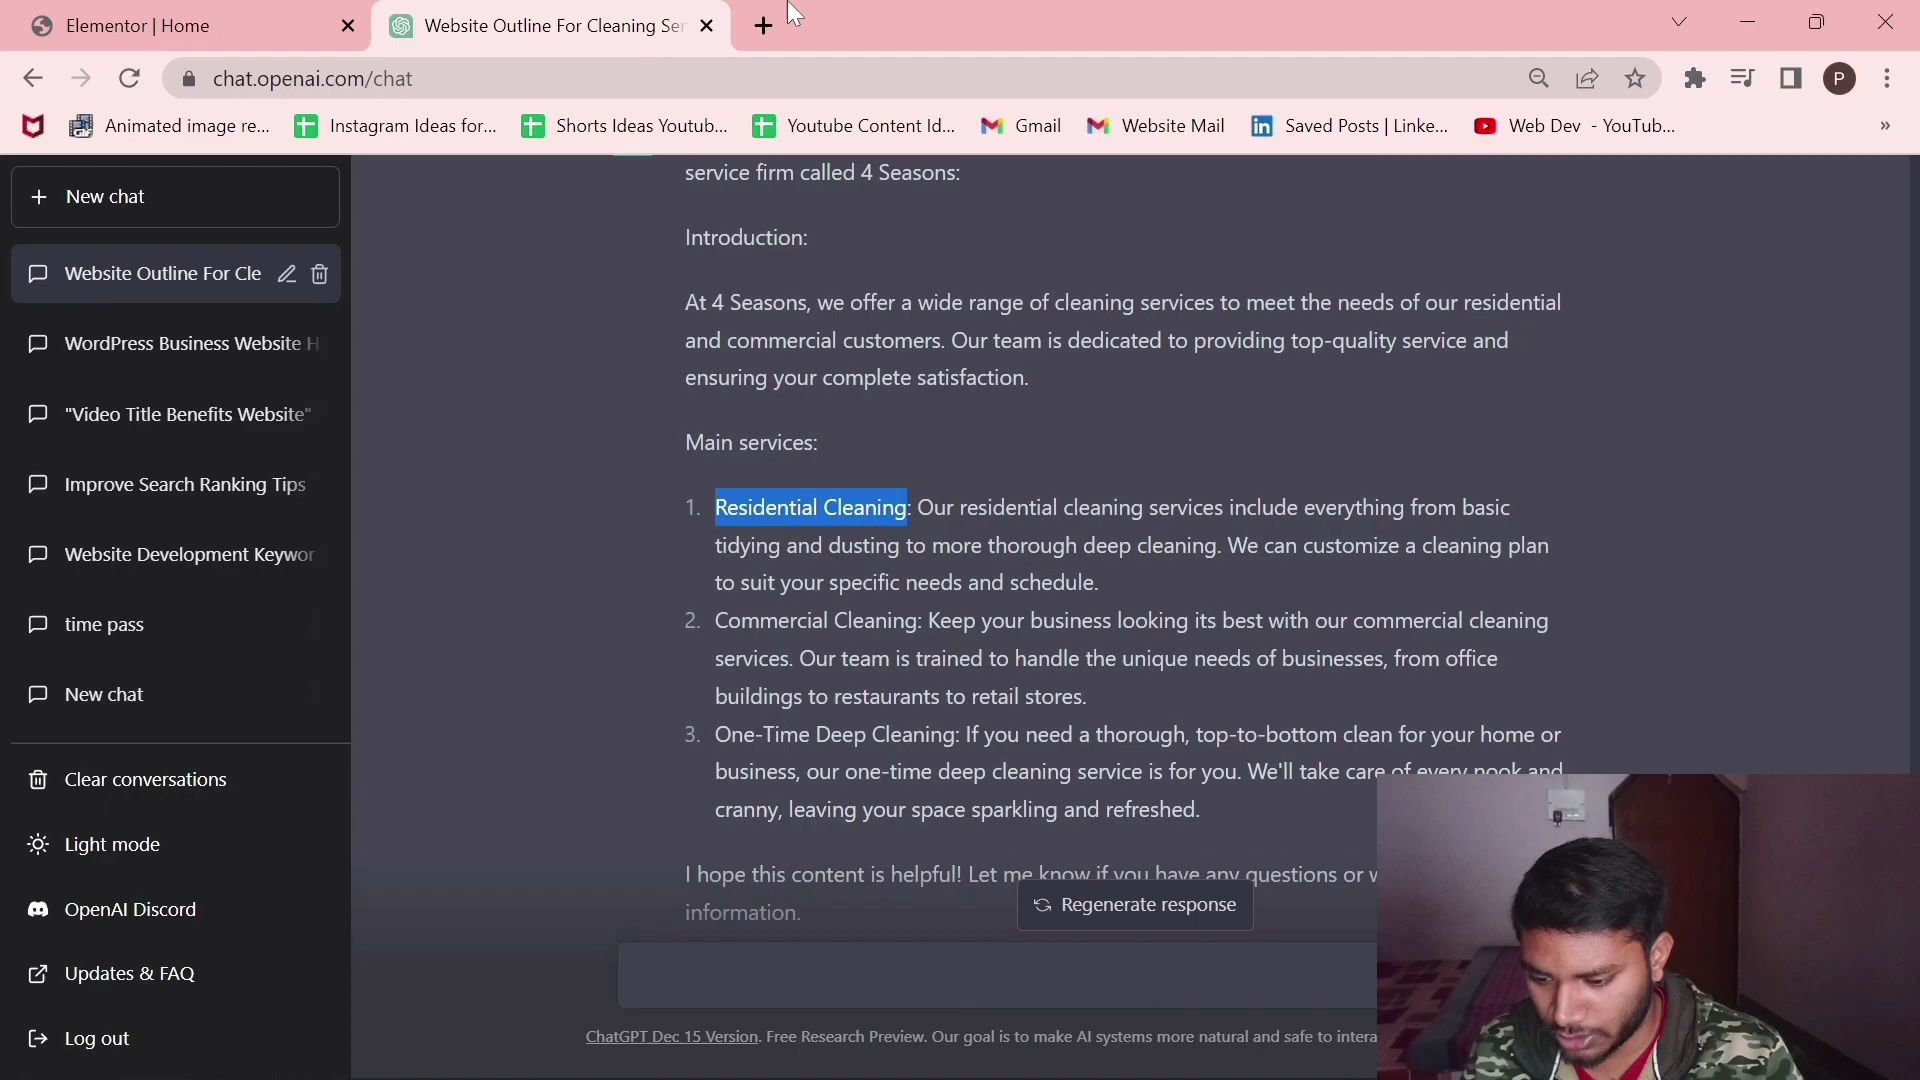 Elementor | Home
Website Outline For Cleaning Ser
chat.openai.com/chat
P
Animated image re...
Instagram Ideas for...
Shorts Ideas Youtub...
Youtube Content Id...
Gmail
Website Mail
Saved Posts | Linke...
Web Dev - YouTub...
»
New chat
Website Outline For Cle
WordPress Business Website H
"Video Title Benefits Website"
Improve Search Ranking Tips
Website Development Keywor
time pass
New chat
Clear conversations
Light mode
OpenAI Discord
Updates & FAQ
Log out
service firm called 4 Seasons:
Introduction:
At 4 Seasons, we offer a wide range of cleaning services to meet the needs of our residential
and commercial customers. Our team is dedicated to providing top-quality service and
ensuring your complete satisfaction.
Main services:
1. Residential Cleaning: Our residential cleaning services include everything from basic
tidying and dusting to more thorough deep cleaning. We can customize a cleaning plan
to suit your specific needs and schedule.
2. Commercial Cleaning: Keep your business looking its best with our commercial cleaning
services. Our team is trained to handle the unique needs of businesses, from office
buildings to restaurants to retail stores.
3. One-Time Deep Cleaning: If you need a thorough, top-to-bottom clean for your home or
business, our one-time deep cleaning service is for you. We'll take care of every nook and
cranny, leaving your space sparkling and refreshed.
I hope this content is helpful! Let me know if you have any questions or
information.
Regenerate response
ChatGPT Dec 15 Version. Free Research Preview. Our goal is to make AI systems more natural and safe to intera